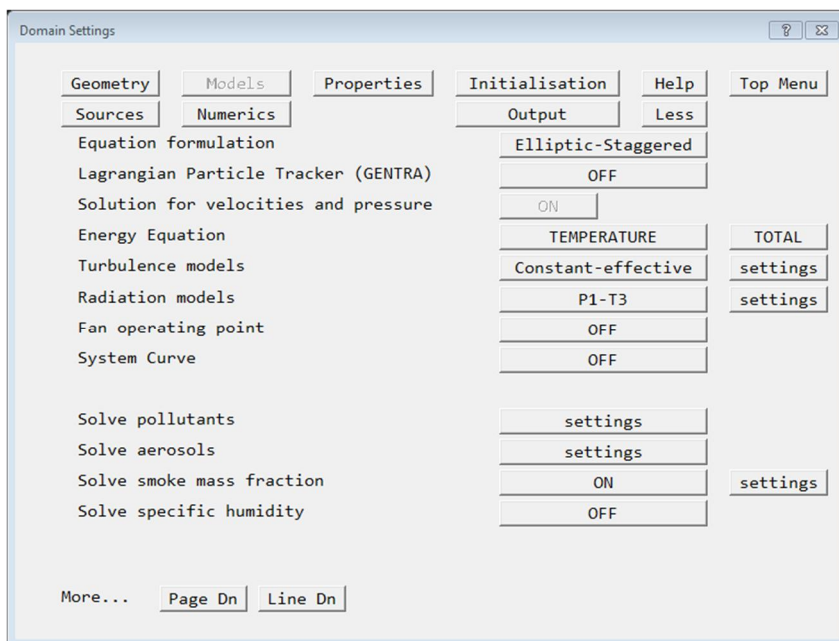 Domain Settings
Geometry Models Properties Initialisation Help Top Menu
Sources Numerics Output Less
Equation formulation Elliptic-Staggered
Lagrangian Particle Tracker (GENTRA) OFF
Solution for velocities and pressure ON
Energy Equation TEMPERATURE TOTAL
Turbulence models Constant-effective settings
Radiation models P1-T3 settings
Fan operating point OFF
System Curve OFF
Solve pollutants settings
Solve aerosols settings
Solve smoke mass fraction ON settings
Solve specific humidity OFF
More... Page Dn Line Dn